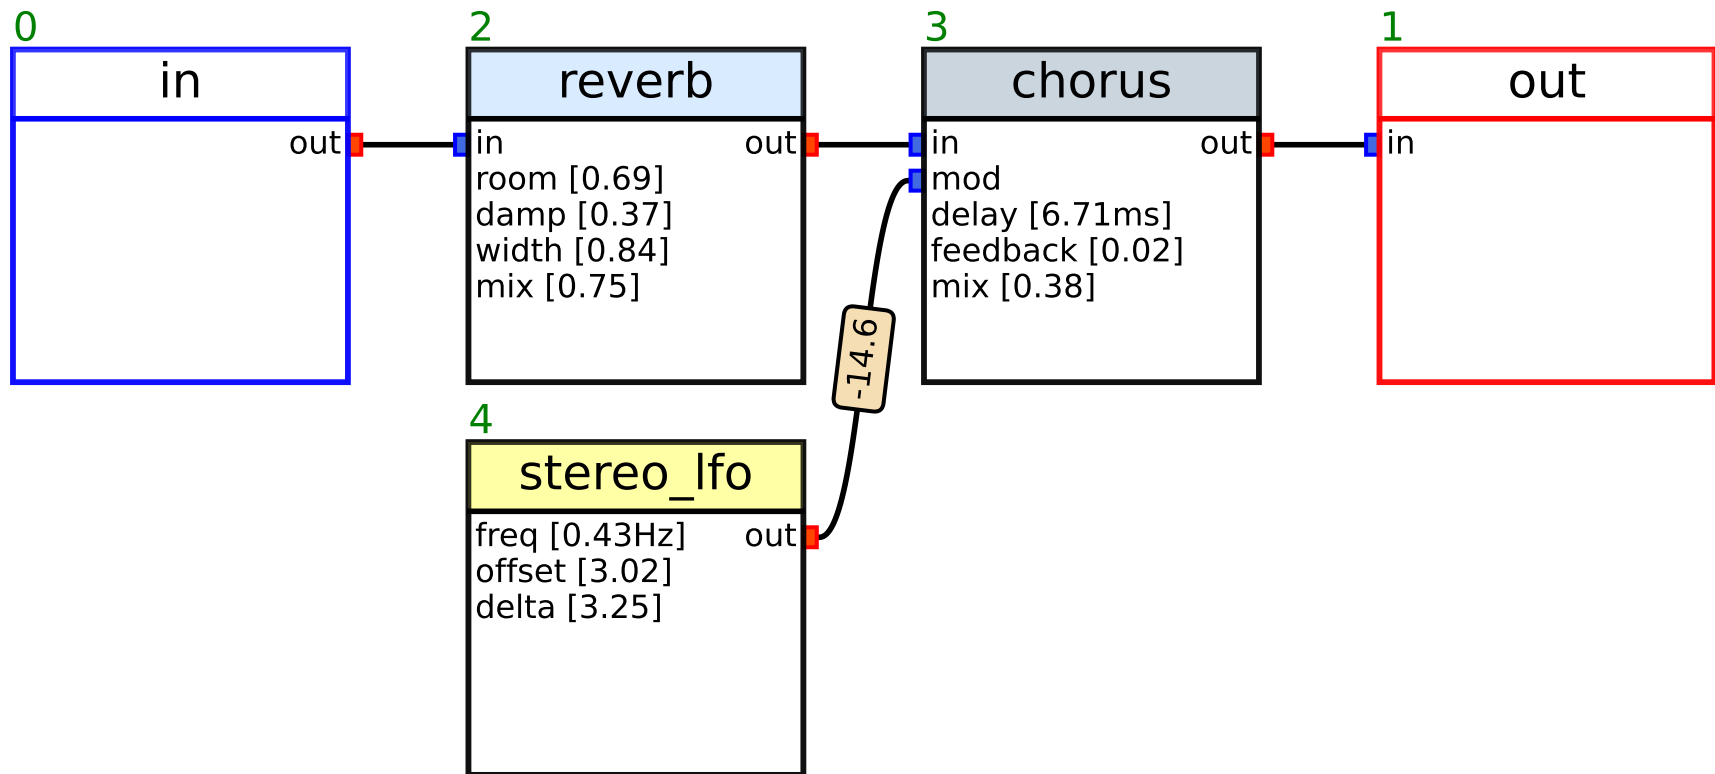 0
in
out
2
reverb
in out
room [0.69]
damp [0.37]
width [0.84]
mix [0.75]
3
chorus
in out
mod
delay [6.71ms]
feedback [0.02]
mix [0.38]
1
out
in
-14.6
4
stereo_lfo
freq [0.43Hz] out
offset [3.02]
delta [3.25]